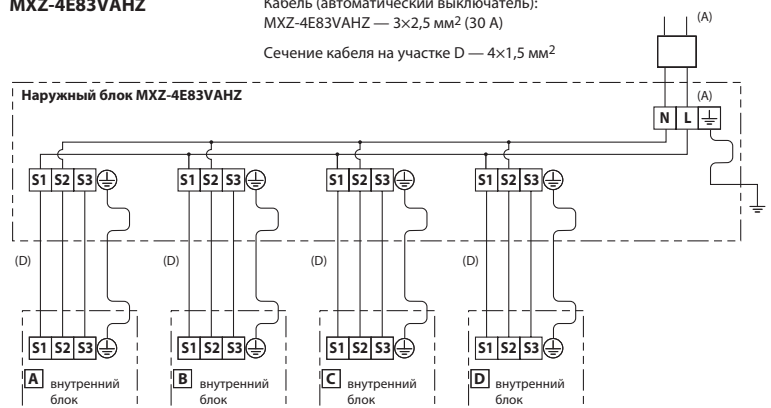 MXZ-4E83VAHZ
Кабель (автоматический выключатель):
MXZ-4E83VAHZ — 3×2,5 мм² (30 А)
Сечение кабеля на участке D — 4×1,5 мм²
(A)
Наружный блок MXZ-4E83VAHZ
(A)
N L
S1 S2 S3
S1 S2 S3
S1 S2 S3
S1 S2 S3
(D)
(D)
(D)
(D)
S1 S2 S3
S1 S2 S3
S1 S2 S3
S1 S2 S3
A внутренний
блок
B внутренний
блок
C внутренний
блок
D внутренний
блок